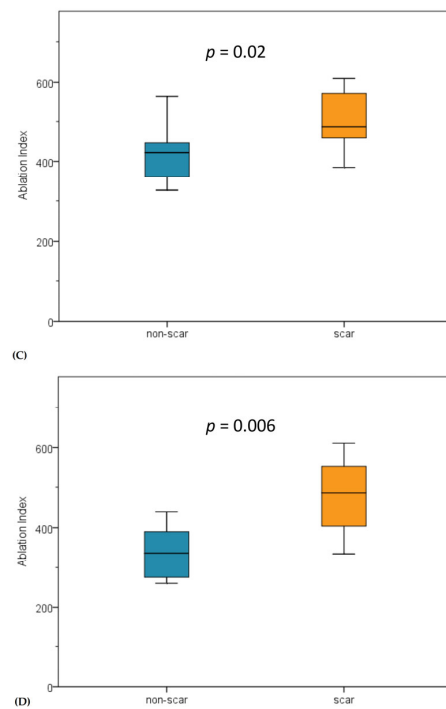 p = 0.02
600
400
200
0
Ablation Index
non-scar scar
(C)
p = 0.006
600
400
200
0
Ablation Index
non-scar scar
(D)